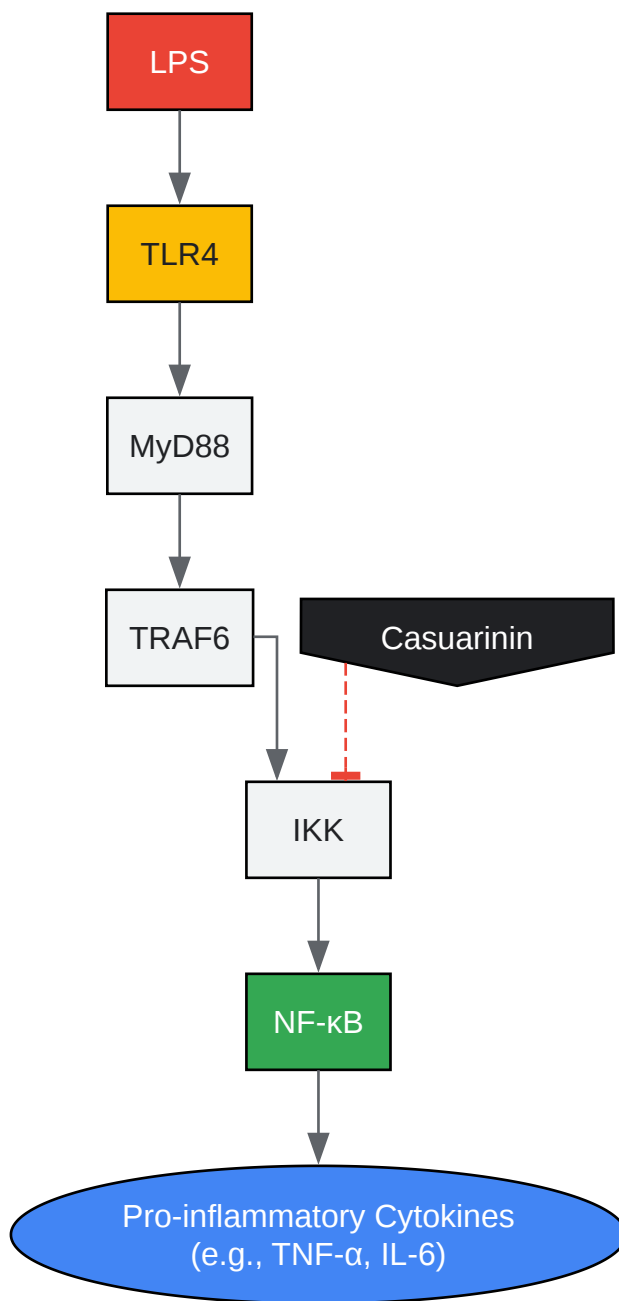 LPS
TLR4
MyD88
TRAF6
Casuarinin
IKK
NF-κB
Pro-inflammatory Cytokines
(e.g., TNF-α, IL-6)